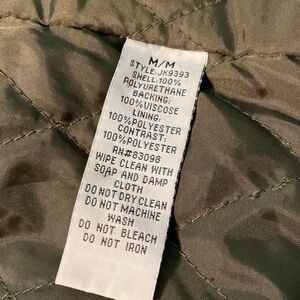 M/M
STYLE:JK9393
SHELL:100%
POLYURETHANE
BACKING:
100%VISCOSE
LINING:
100%POLYESTER
CONTRAST:
100%POLYESTER
RN#83098
WIPE CLEAN WITH
SOAP AND DAMP
CLOTH
DO NOT DRY CLEAN
DO NOT MACHINE
WASH
DO NOT BLEACH
DO NOT IRON